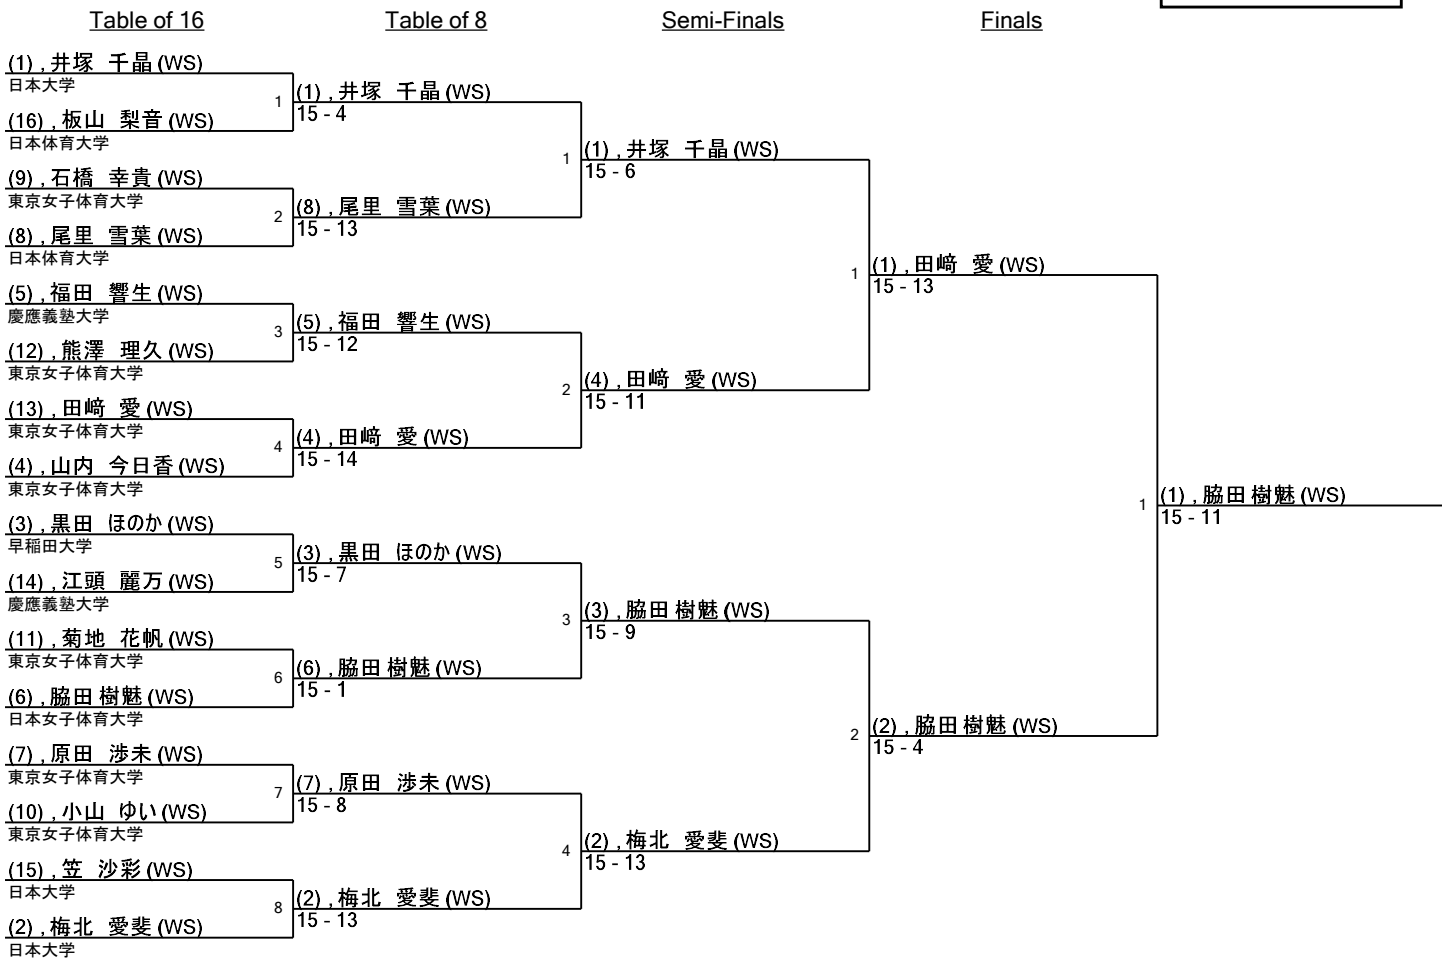 Table of 16
Table of 8
Semi-Finals
Finals
(1) , 井塚　千晶 (WS)
日本大学
1
(16) , 板山　梨音 (WS)
日本体育大学
(9) , 石橋　幸貴 (WS)
東京女子体育大学
2
(8) , 尾里　雪葉 (WS)
日本体育大学
(5) , 福田　響生 (WS)
慶應義塾大学
3
(12) , 熊澤　理久 (WS)
東京女子体育大学
(13) , 田﨑　愛 (WS)
東京女子体育大学
4
(4) , 山内　今日香 (WS)
東京女子体育大学
(3) , 黒田　ほのか (WS)
早稲田大学
5
(14) , 江頭　麗万 (WS)
慶應義塾大学
(11) , 菊地　花帆 (WS)
東京女子体育大学
6
(6) , 脇田 樹魅 (WS)
日本女子体育大学
(7) , 原田　渉未 (WS)
東京女子体育大学
7
(10) , 小山　ゆい (WS)
東京女子体育大学
(15) , 笠　沙彩 (WS)
日本大学
8
(2) , 梅北　愛斐 (WS)
日本大学
(1) , 井塚　千晶 (WS)
15 - 4
1
(8) , 尾里　雪葉 (WS)
15 - 13
(5) , 福田　響生 (WS)
15 - 12
2
(4) , 田﨑　愛 (WS)
15 - 14
(3) , 黒田　ほのか (WS)
15 - 7
3
(6) , 脇田 樹魅 (WS)
15 - 1
(7) , 原田　渉未 (WS)
15 - 8
4
(2) , 梅北　愛斐 (WS)
15 - 13
(1) , 井塚　千晶 (WS)
15 - 6
1
(4) , 田﨑　愛 (WS)
15 - 11
(3) , 脇田 樹魅 (WS)
15 - 9
2
(2) , 梅北　愛斐 (WS)
15 - 13
(1) , 田﨑　愛 (WS)
15 - 13
1
(2) , 脇田 樹魅 (WS)
15 - 4
(1) , 脇田 樹魅 (WS)
15 - 11